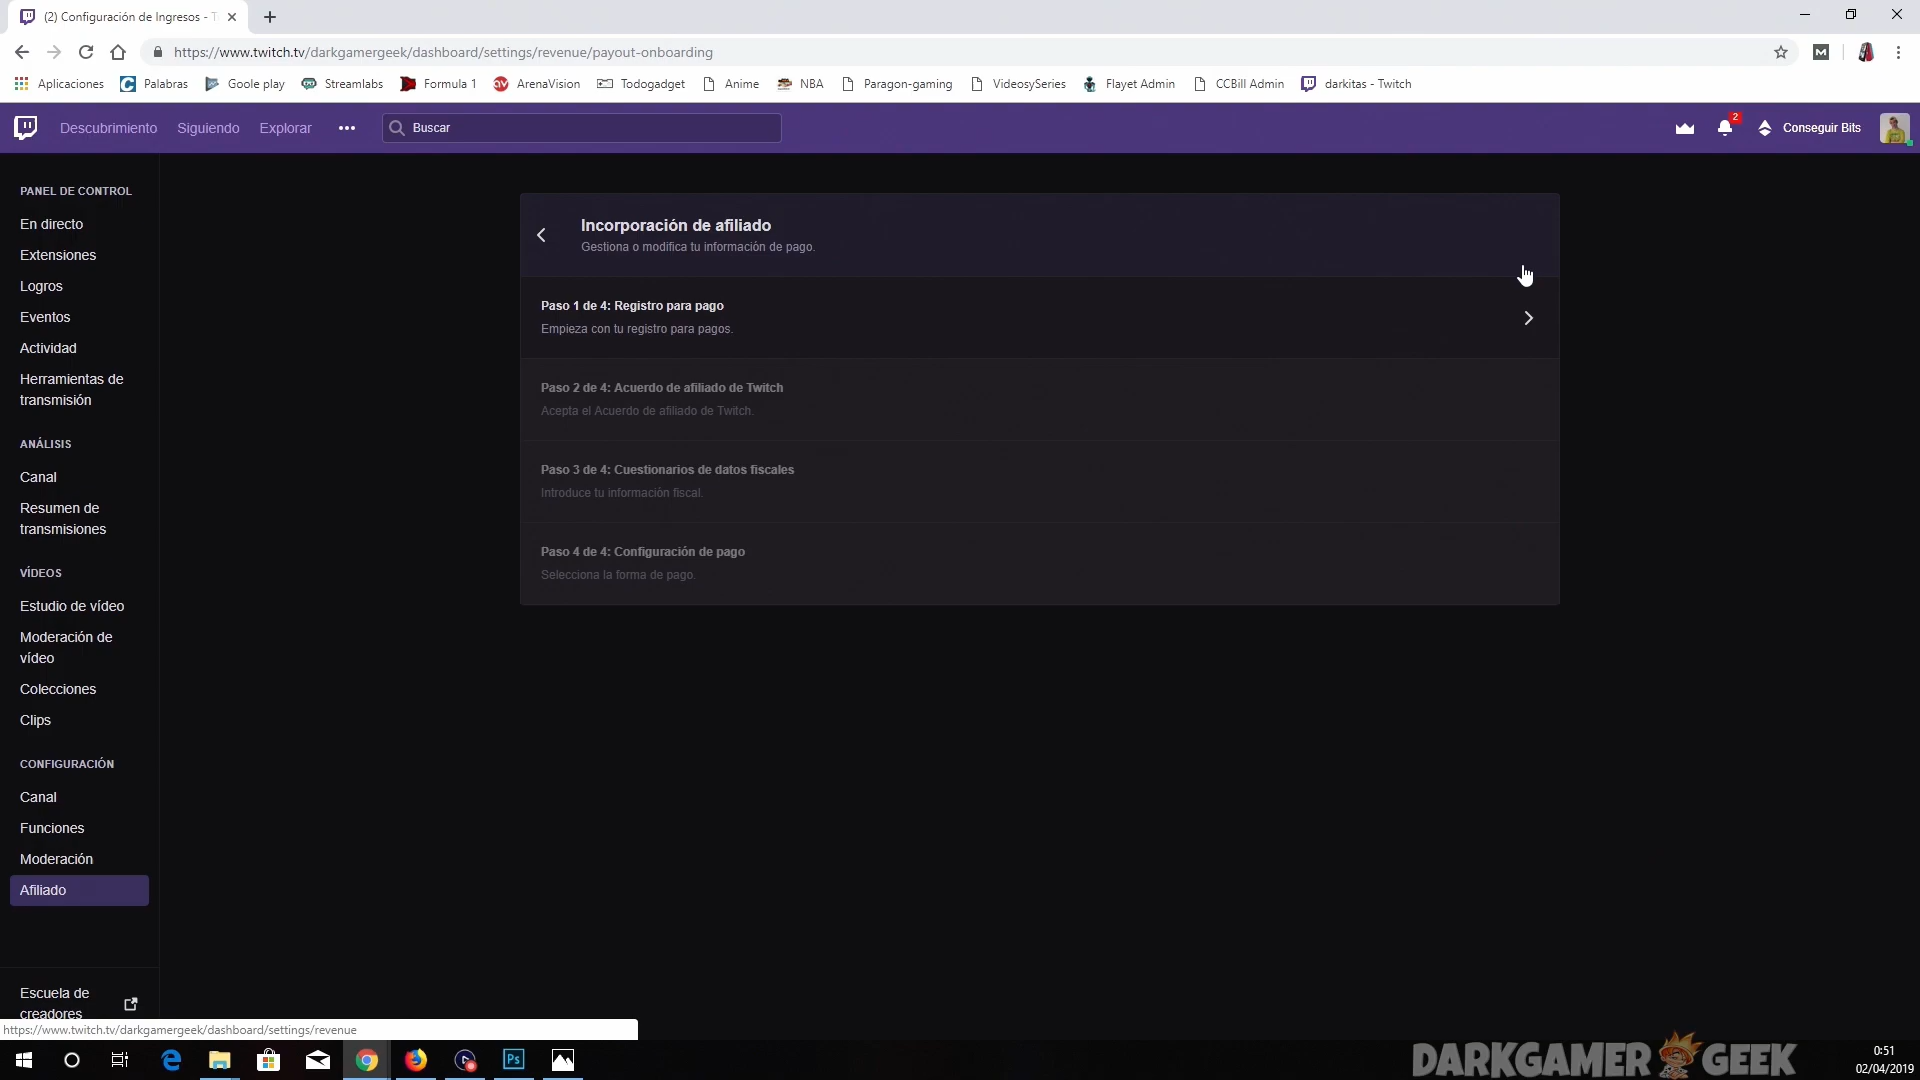 (2) Configuración de Ingresos - T
https://www.twitch.tv/darkgamergeek/dashboard/settings/revenue/payout-onboarding
M
Aplicaciones
C Palabras
Goole play
Streamlabs
Formula 1
ArenaVision
Todogadget
Anime
NBA
Paragon-gaming
VideosySeries
Flayet Admin
CCBill Admin
darkitas - Twitch
Descubrimiento
Siguiendo
Explorar
Buscar
2
Conseguir Bits
PANEL DE CONTROL
En directo
Extensiones
Logros
Eventos
Actividad
Herramientas de
transmisión
ANÁLISIS
Canal
Resumen de
transmisiones
VÍDEOS
Estudio de vídeo
Moderación de
vídeo
Colecciones
Clips
CONFIGURACIÓN
Canal
Funciones
Moderación
Afiliado
Escuela de
creadores
Incorporación de afiliado
Gestiona o modifica tu información de pago.
Paso 1 de 4: Registro para pago
Empieza con tu registro para pagos.
Paso 2 de 4: Acuerdo de afiliado de Twitch
Acepta el Acuerdo de afiliado de Twitch.
Paso 3 de 4: Cuestionarios de datos fiscales
Introduce tu información fiscal.
Paso 4 de 4: Configuración de pago
Selecciona la forma de pago.
https://www.twitch.tv/darkgamergeek/dashboard/settings/revenue
Ps
DARKGAMER GEEK
0:51
02/04/2019